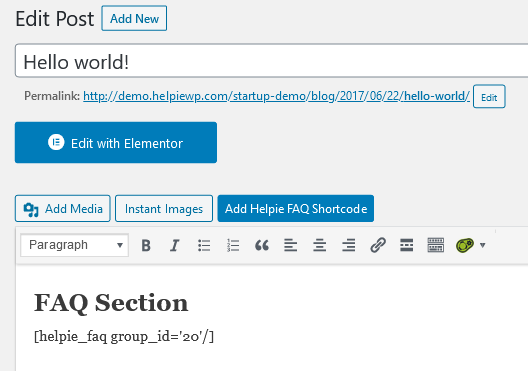 Edit Post Add New
Hello world!
Permalink: http://demo.helpiewp.com/startup-demo/blog/2017/06/22/hello-world/ Edit
Edit with Elementor
Add Media Instant Images Add Helpie FAQ Shortcode
Paragraph B I
FAQ Section
[helpie_faq group_id='20'/]